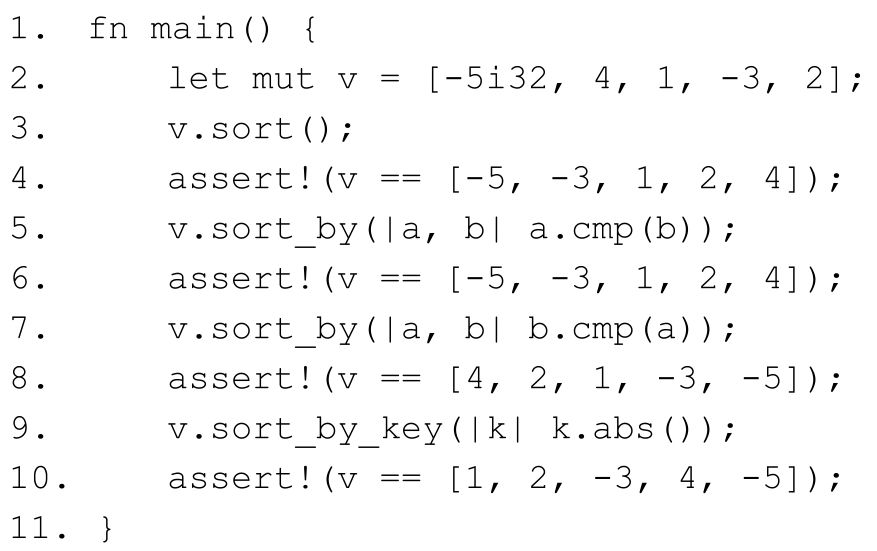 1. fn main() {
2.     let mut v = [-5i32, 4, 1, -3, 2];
3.     v.sort();
4.     assert!(v == [-5, -3, 1, 2, 4]);
5.     v.sort_by(|a, b| a.cmp(b));
6.     assert!(v == [-5, -3, 1, 2, 4]);
7.     v.sort_by(|a, b| b.cmp(a));
8.     assert!(v == [4, 2, 1, -3, -5]);
9.     v.sort_by_key(|k| k.abs());
10.     assert!(v == [1, 2, -3, 4, -5]);
11. }